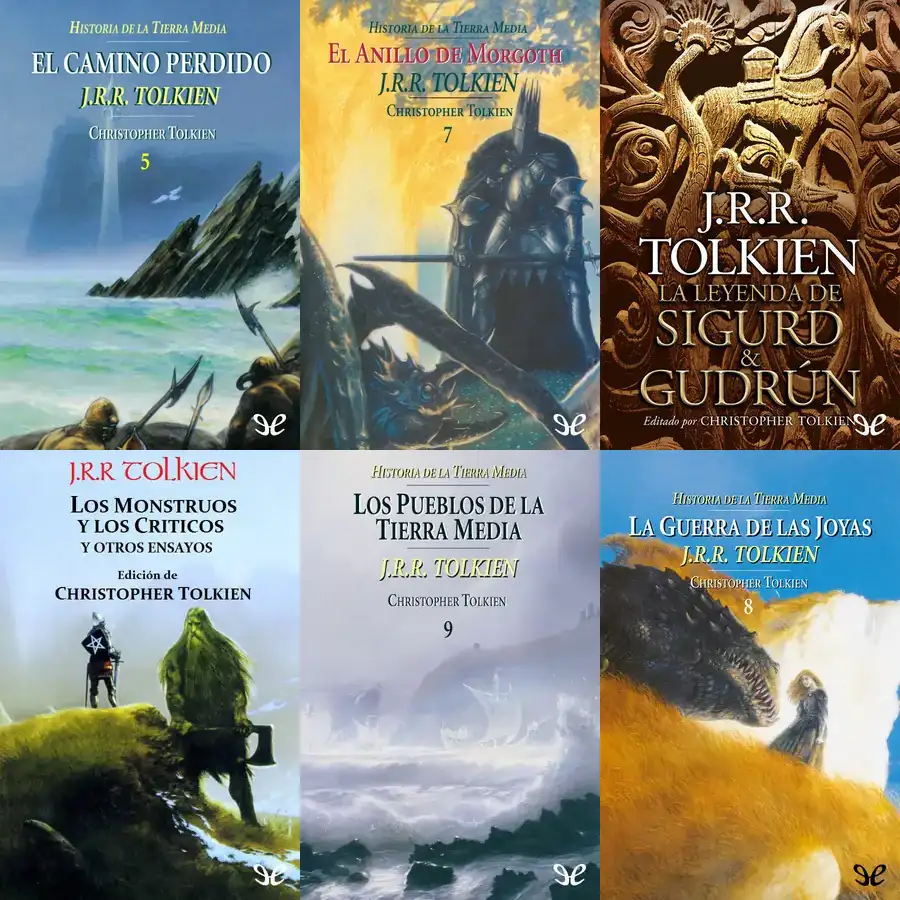 Historia de la Tierra Media
El Camino Perdido
J.R.R. Tolkien
Christopher Tolkien
5
Historia de la Tierra Media
El Anillo de Morgoth
J.R.R. Tolkien
Christopher Tolkien
7
J.R.R.
TOLKIEN
LA LEYENDA DE
SIGURD
&
GUDRÚN
Editado por CHRISTOPHER TOLKIEN
J.R.R TOLKIEN
Los Monstruos
y los Criticos
y otros ensayos
Edición de
Christopher Tolkien
Historia de la Tierra Media
Los Pueblos de la
Tierra Media
J.R.R. Tolkien
Christopher Tolkien
9
Historia de la Tierra Media
La Guerra de las Joyas
J.R.R. Tolkien
Christopher Tolkien
8